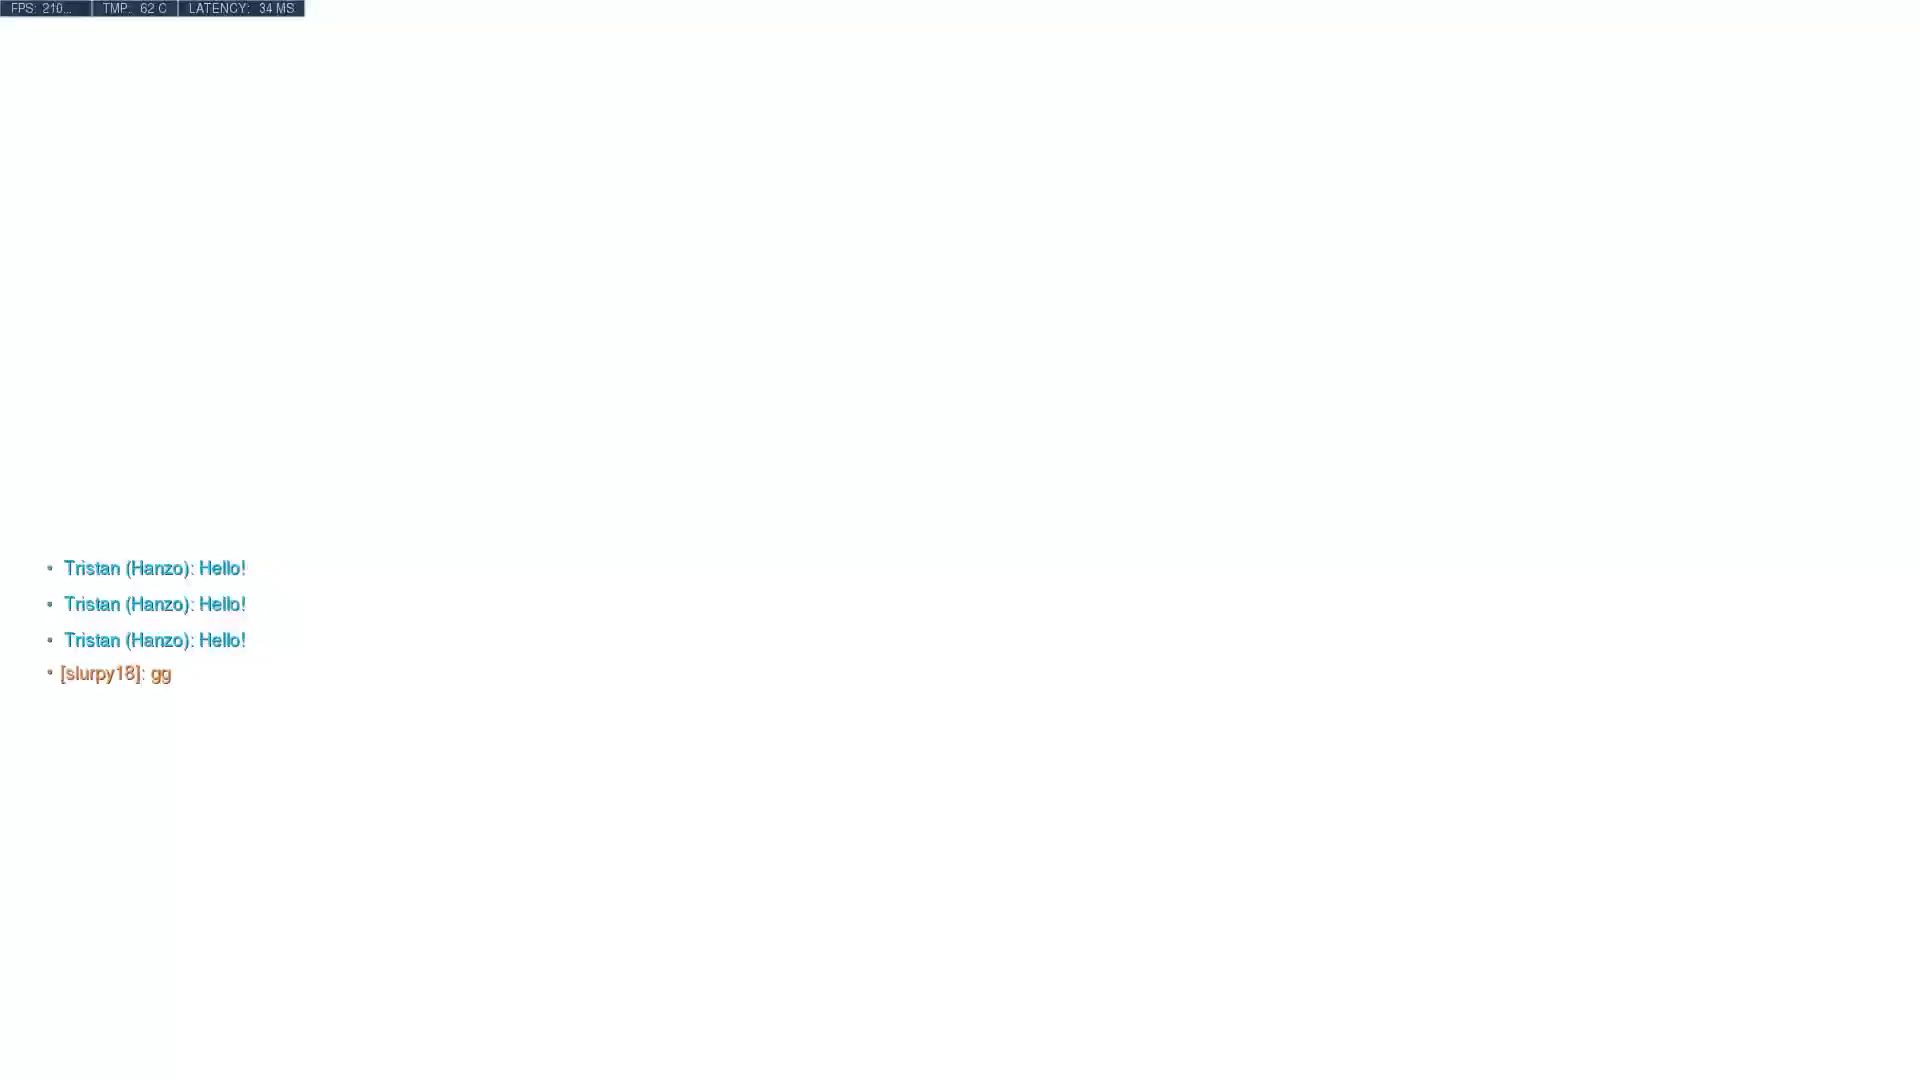 FPS: 210... TMP: 62 C LATENCY: 34 MS
• Tristan (Hanzo): Hello!
• Tristan (Hanzo): Hello!
• Tristan (Hanzo): Hello!
• [slurpy18]: gg